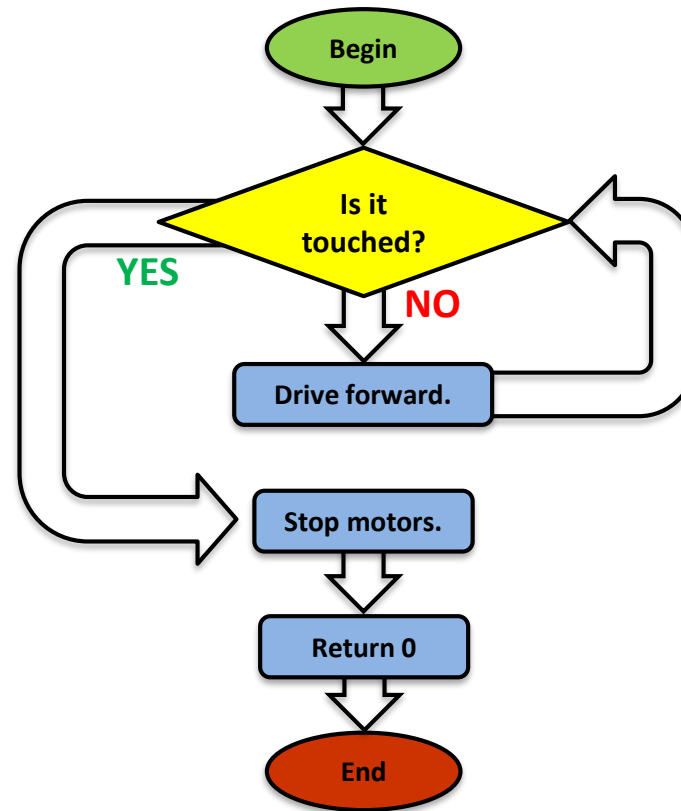 Begin
Is it
touched?
YES
NO
Drive forward.
Stop motors.
Return 0
End